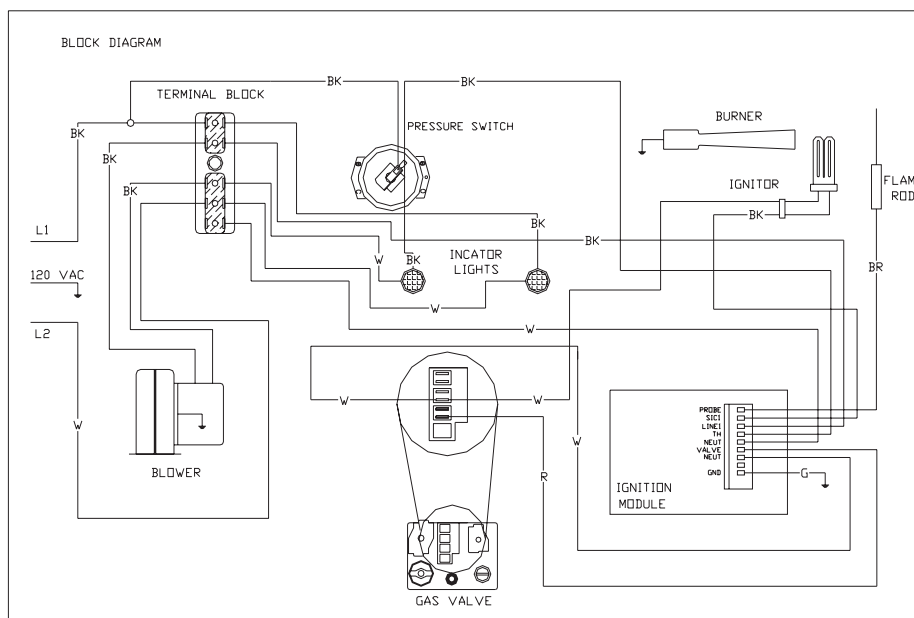 BLOCK DIAGRAM
BK
BK
TERMINAL BLOCK
BURNER
PRESSURE SWITCH
BK
BK
IGNITOR
FLAM
ROD
BK
BK
L1
BK
BK
INCATOR
LIGHTS
BK
W
BK
120 VAC
BR
W
L2
W
W
W
PROBE
SICI
LINE1
TH
NEUT
VALVE
NEUT
GND
G
W
W
BLOWER
R
IGNITION
MODULE
GAS VALVE